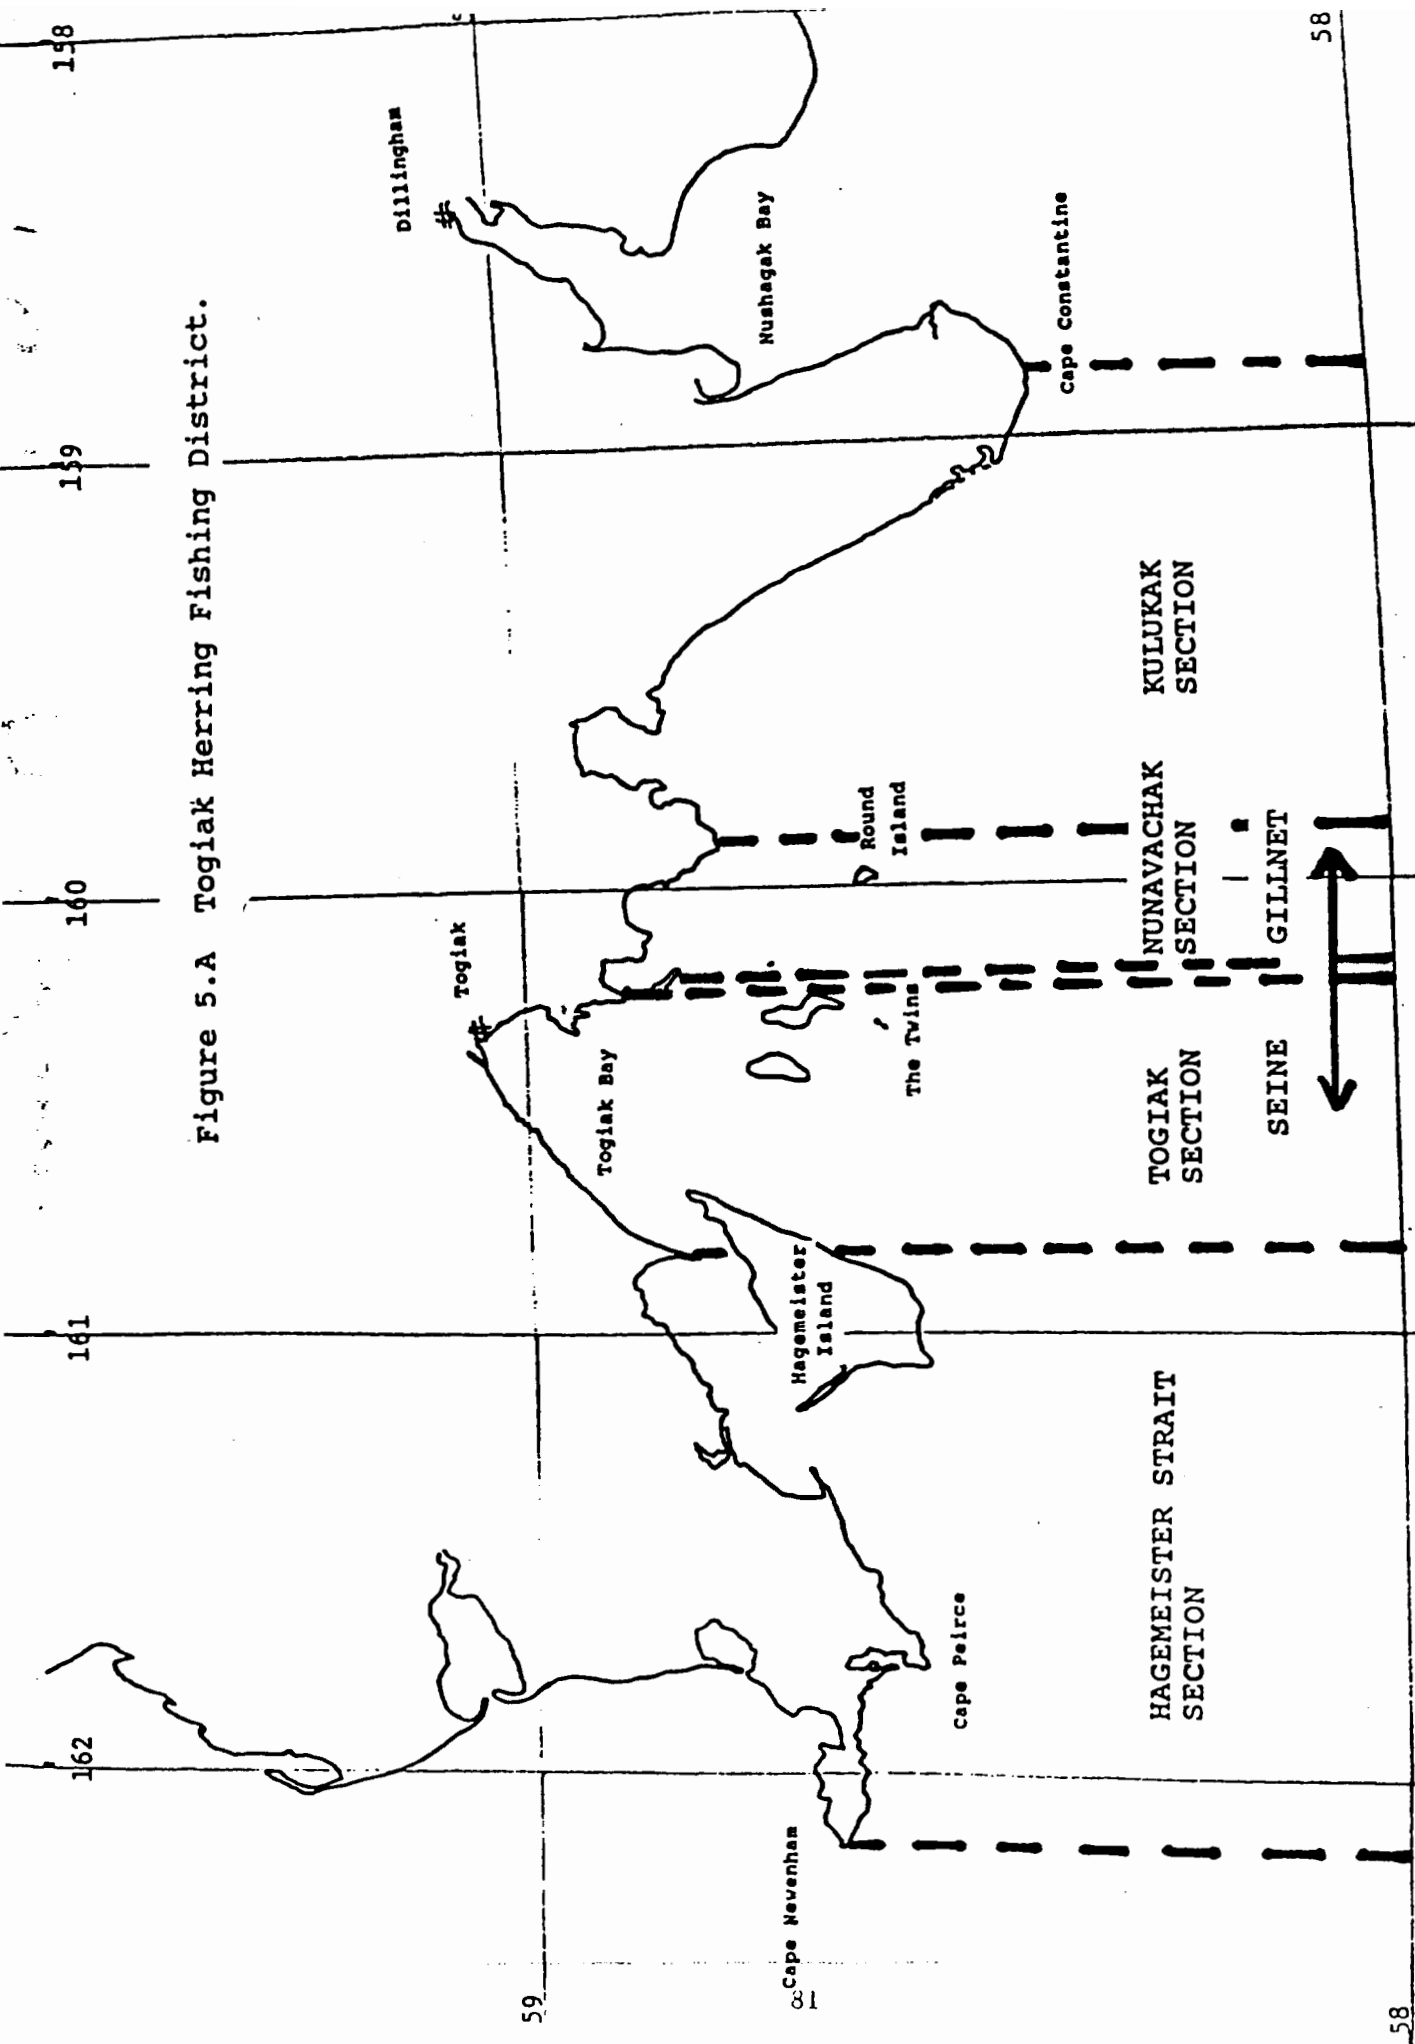 Figure 5.A Togiak Herring Fishing District.
162
161
160
159
158
59
58
58
Dillingham
Togiak
Togiak Bay
Nushagak Bay
Cape Constantine
Round
Island
The Twins
Hagemeister
Island
Cape Peirce
Cape Newenham
HAGEMEISTER STRAIT
SECTION
TOGIAK
SECTION
NUNAVACHAK
SECTION
KULUKAK
SECTION
SEINE
GILLNET
18